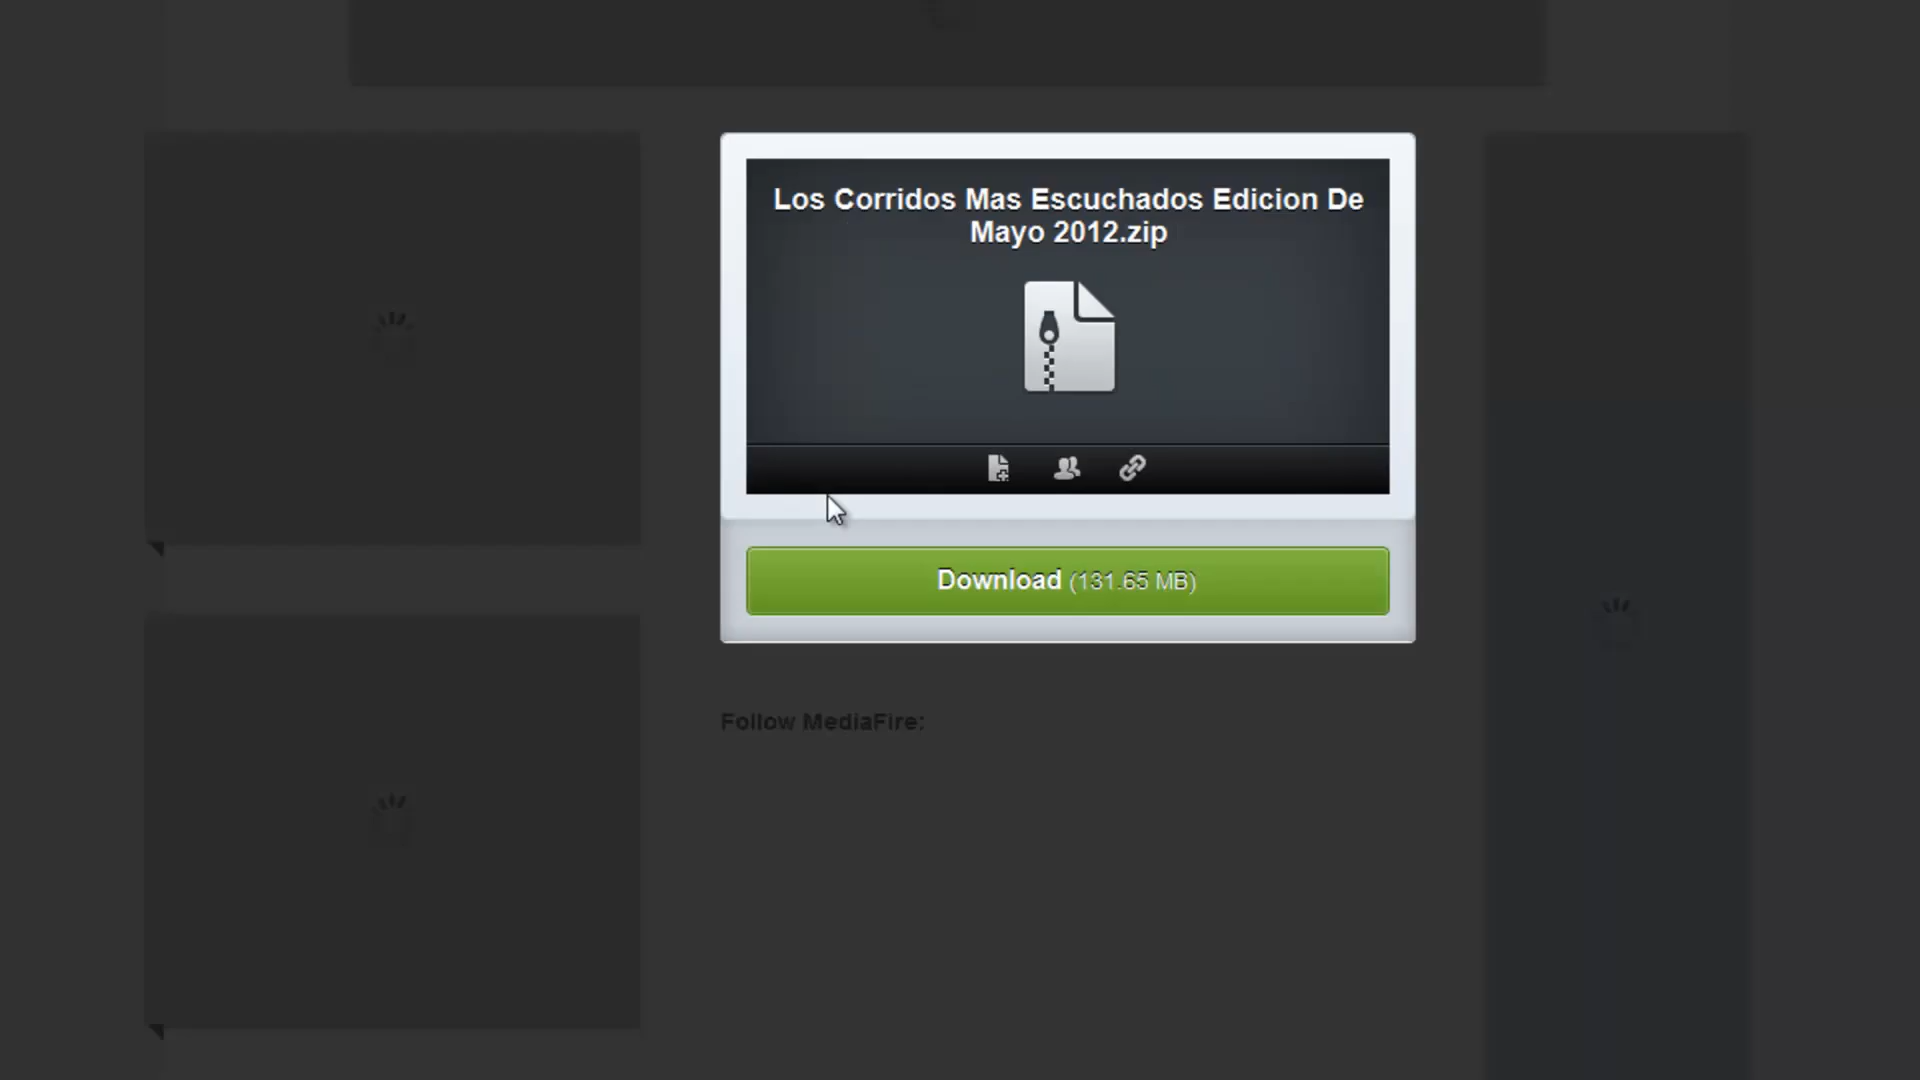 Los Corridos Mas Escuchados Edicion De
Mayo 2012.zip
Download (131.65 MB)
Follow MediaFire: